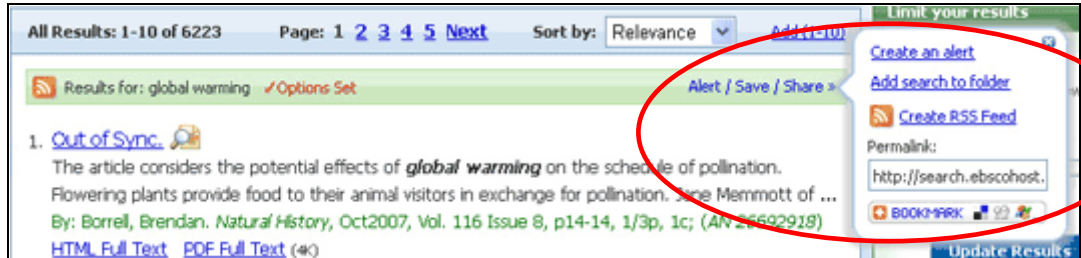 All Results: 1-10 of 6223 Page: 1 2 3 4 5 Next Sort by: Relevance Add (1-10)
Limit your results
Results for: global warming ✓Options Set Alert / Save / Share »
Create an alert
Add search to folder
Create RSS Feed
Permalink:
http://search.ebscohost.
BOOKMARK
1. Out of Sync.
The article considers the potential effects of global warming on the schedule of pollination.
Flowering plants provide food to their animal visitors in exchange for pollination. June Memmott of ...
By: Borrell, Brendan. Natural History, Oct2007, Vol. 116 Issue 8, p14-14, 1/3p, 1c; (AN 26692918)
HTML Full Text PDF Full Text (4K)
Update Results